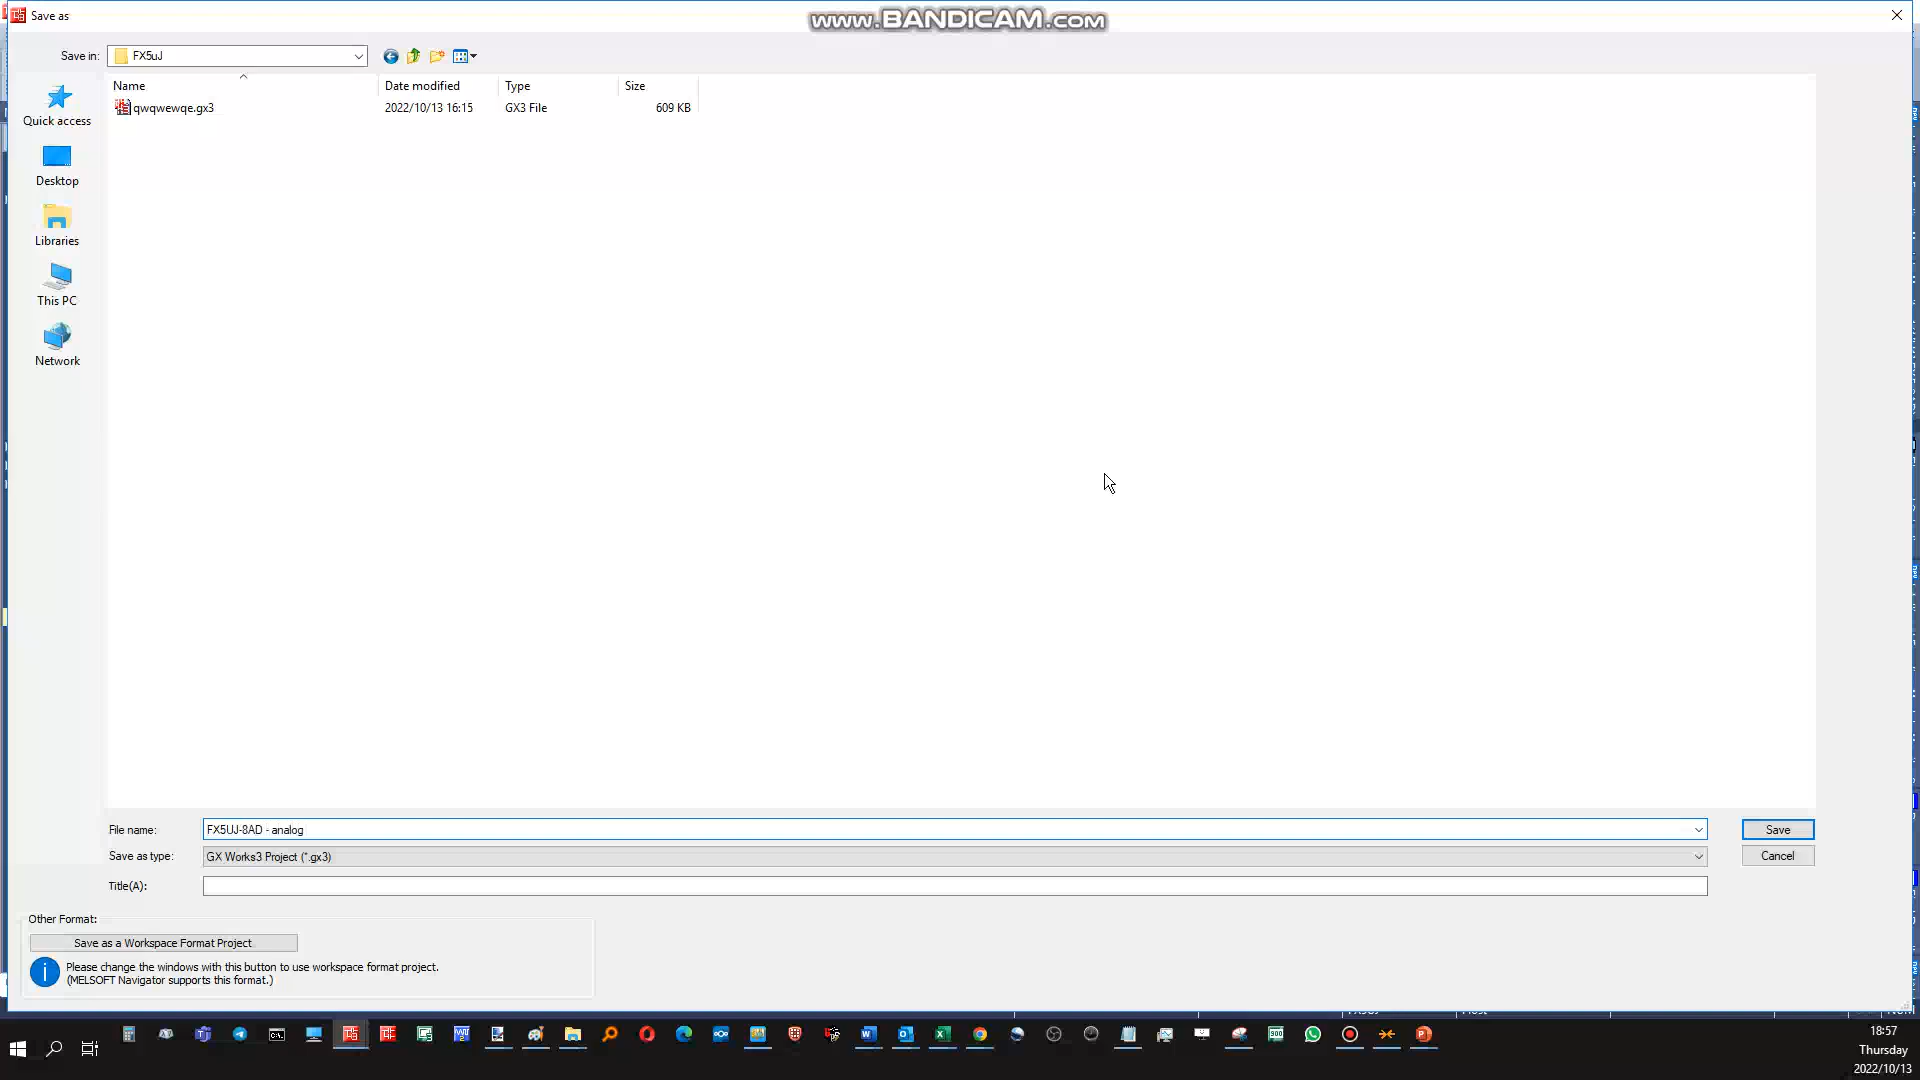 Save as
www.BANDICAM.com
Save in:
FX5uJ
Name
Date modified
Type
Size
qwqwewqe.gx3
2022/10/13 16:15
GX3 File
609 KB
Quick access
Desktop
Libraries
This PC
Network
File name:
FX5UJ-8AD - analog
Save
Save as type:
GX Works3 Project (*.gx3)
Cancel
Title(A):
Other Format:
Save as a Workspace Format Project
Please change the windows with this button to use workspace format project.
(MELSOFT Navigator supports this format.)
18:57
Thursday
2022/10/13